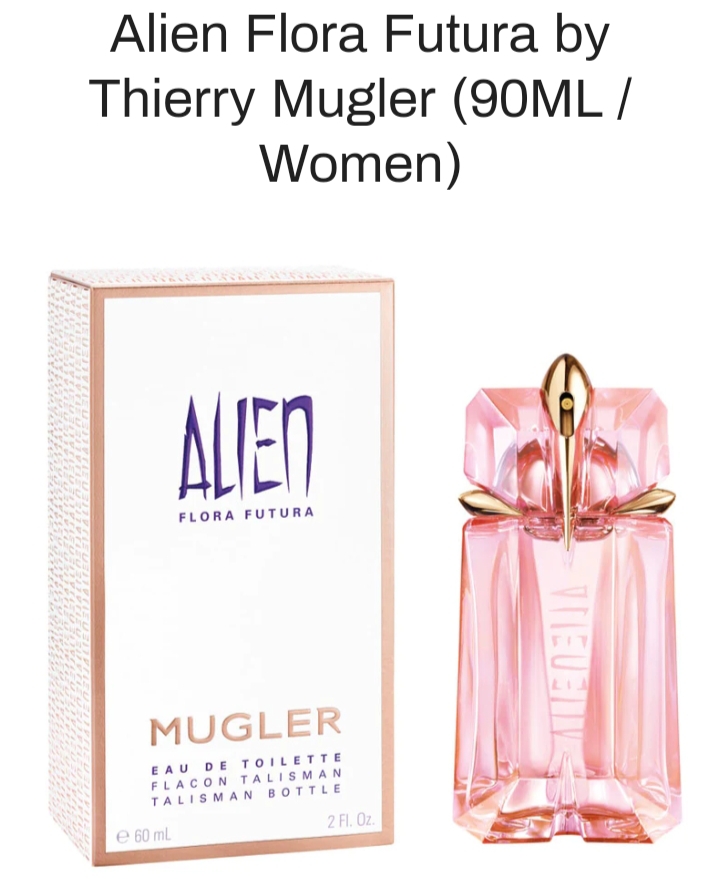 Alien Flora Futura by
Thierry Mugler (90ML /
Women)
ALIEN
FLORA FUTURA
MUGLER
EAU DE TOILETTE
FLACON TALISMAN
TALISMAN BOTTLE
℮ 60 mL
2 Fl. Oz.
ALIEN